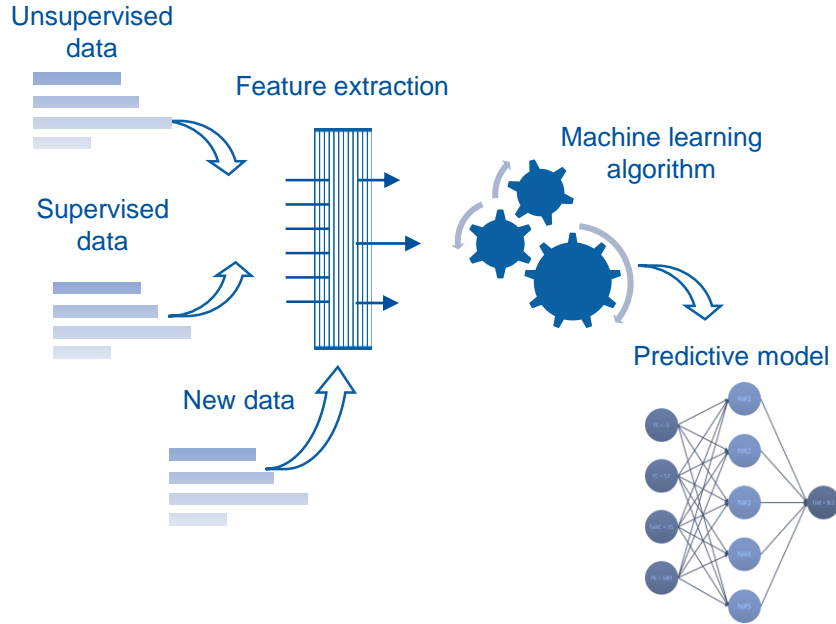 Unsupervised
data
Feature extraction
Machine learning
algorithm
Supervised
data
New data
Predictive model